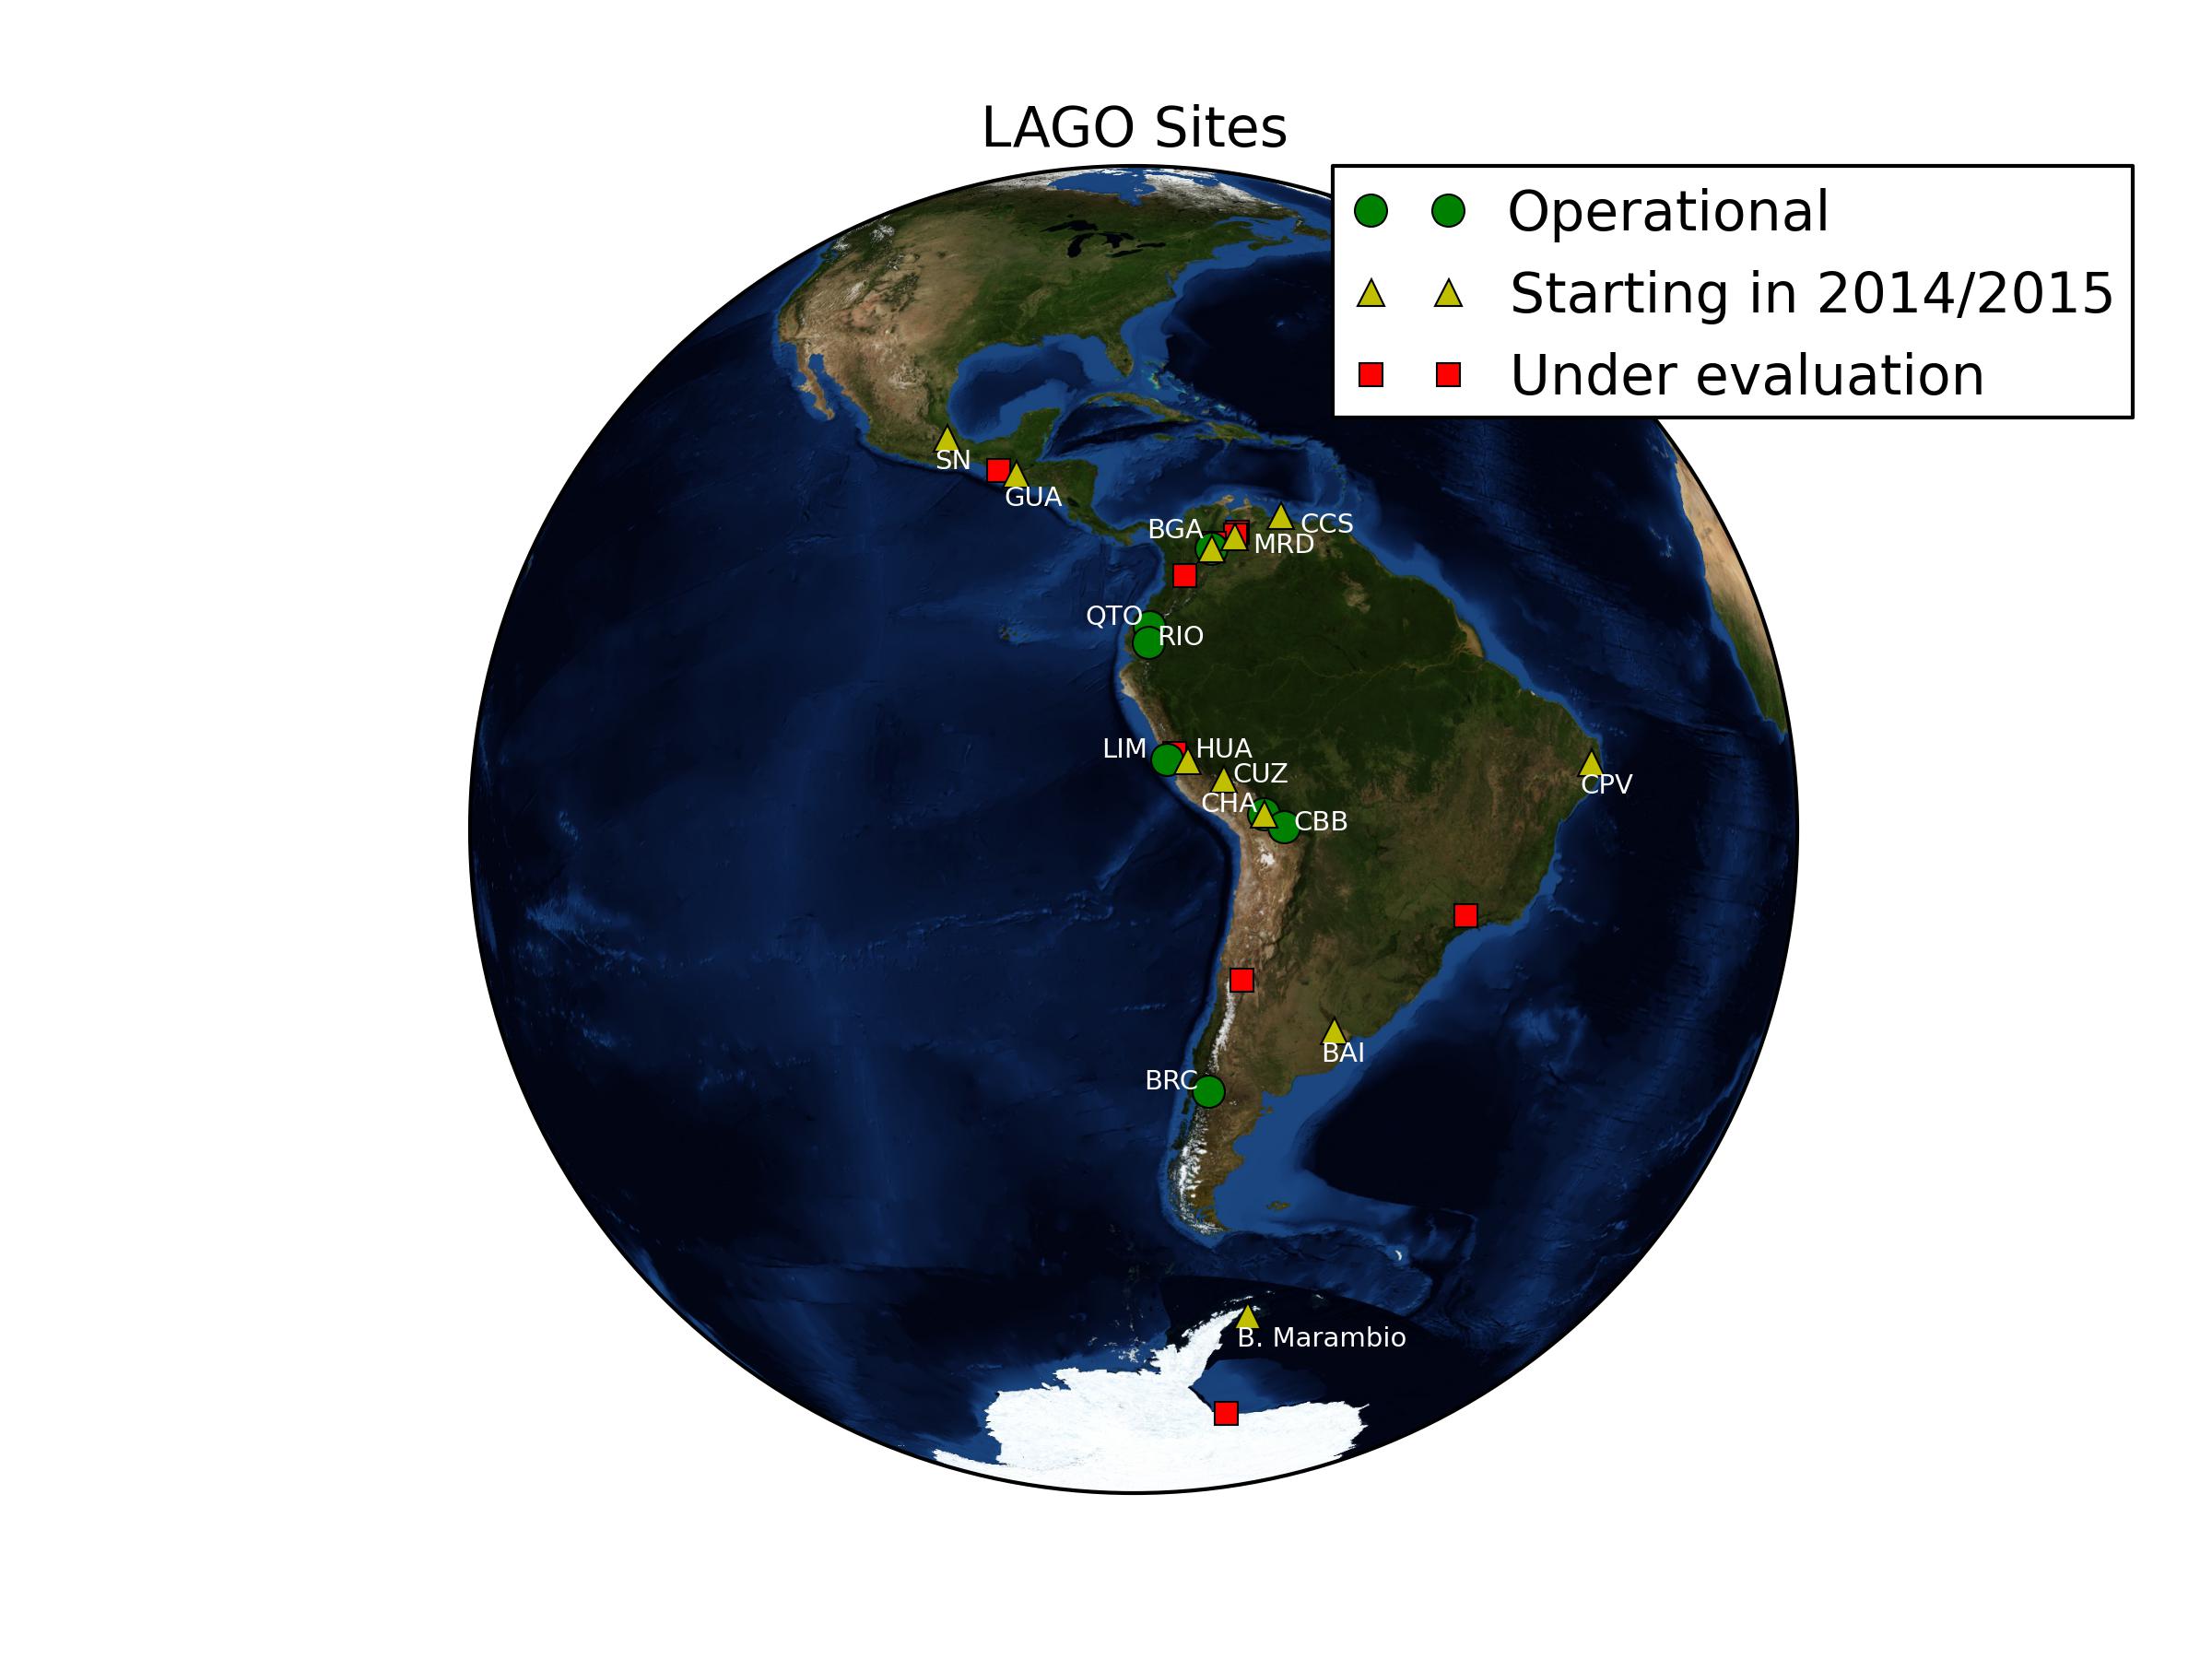 LAGO Sites
Operational
Starting in 2014/2015
Under evaluation
SN
GUA
BGA
CCS
MRD
QTO
RIO
LIM
HUA
CUZ
CHA
CBB
CPV
BAI
BRC
B. Marambio